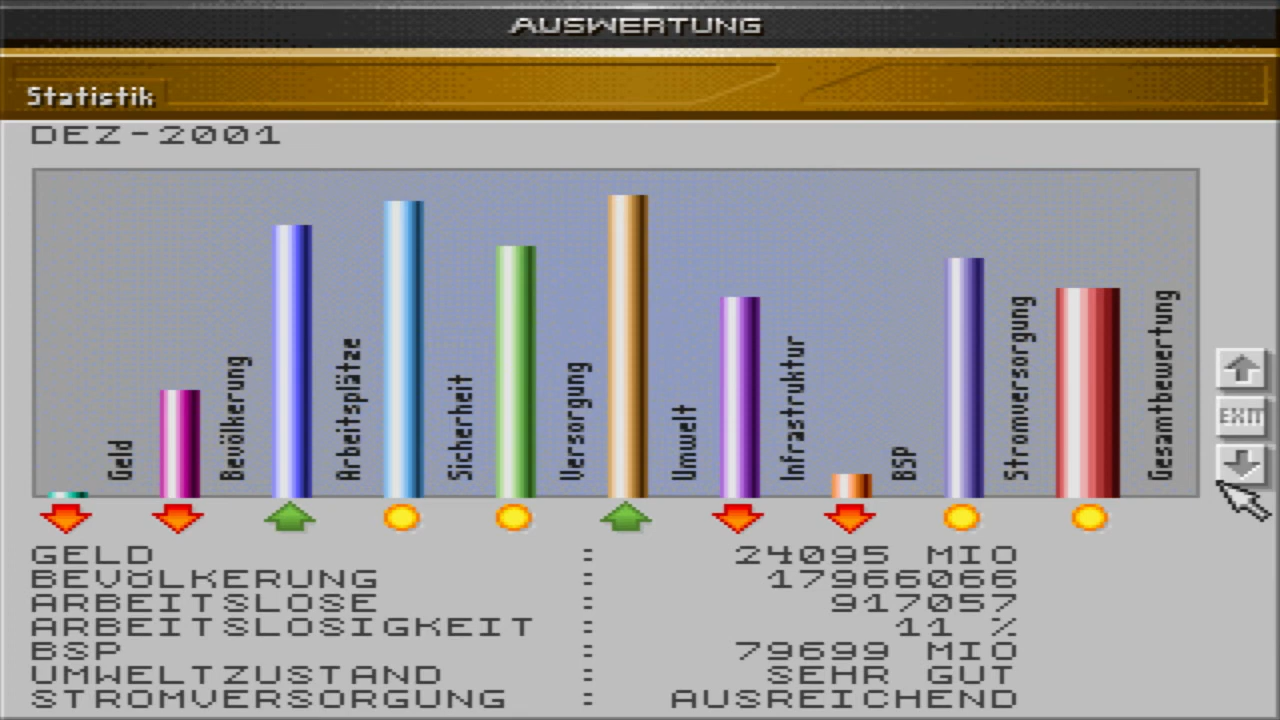 AUSWERTUNG
Statistik
DEZ-2001
Geld
Bevölkerung
Arbeitsplätze
Sicherheit
Versorgung
Umwelt
Infrastruktur
BSP
Stromversorgung
Gesamtbewertung
EXIT
GELD : 24095 MIO
BEVöLKERUNG : 17966066
ARBEITSLOSE : 917057
ARBEITSLOSIGKEIT : 11 %
BSP : 79699 MIO
UMWELTZUSTAND : SEHR GUT
STROMVERSORGUNG : AUSREICHEND